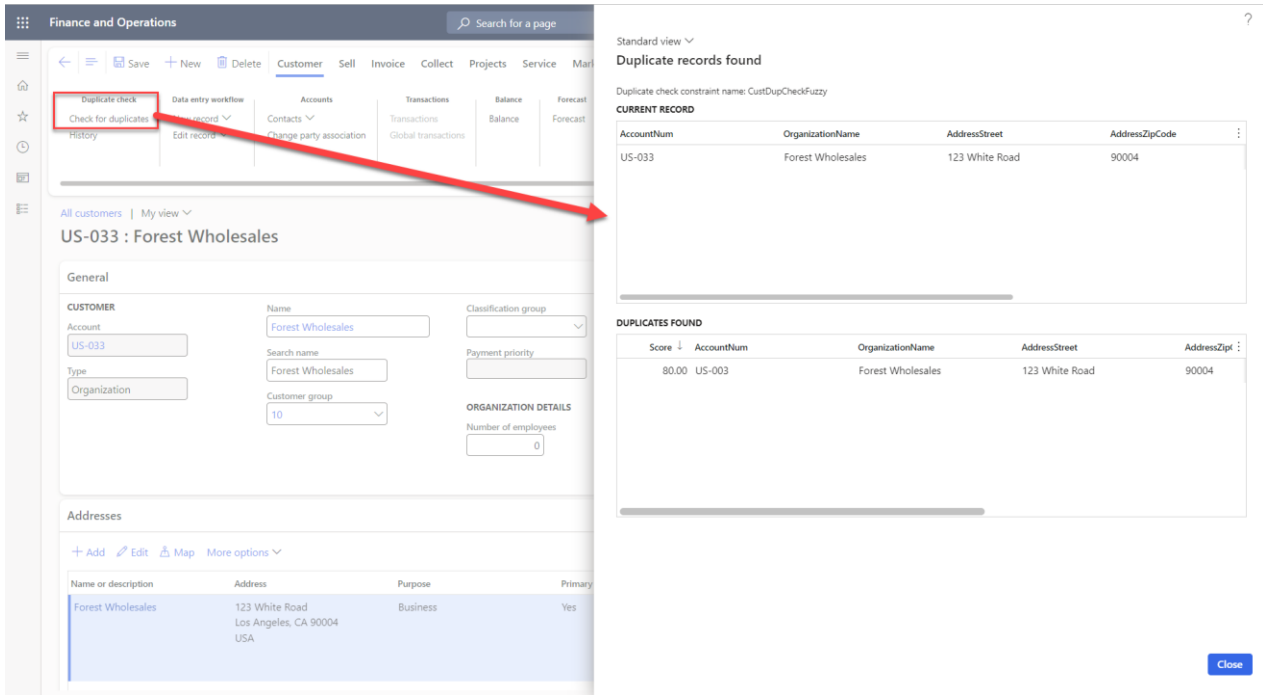 Finance and Operations
Search for a page
Save
New
Delete
Customer
Sell
Invoice
Collect
Projects
Service
Duplicate check
Data entry workflow
Accounts
Transactions
Balance
Forecast
Check for duplicates
record
Contacts
Transactions
Balance
Forecast
History
Edit record
Change party association
Global transactions
All customers | My view
US-033 : Forest Wholesales
General
CUSTOMER
Account
US-033
Type
Organization
Name
Forest Wholesales
Search name
Forest Wholesales
Customer group
10
Classification group
Payment priority
ORGANIZATION DETAILS
Number of employees
0
Addresses
Add
Edit
Map
More options
Name or description
Address
Purpose
Primary
Forest Wholesales
123 White Road
Los Angeles, CA 90004
USA
Business
Yes
?
Standard view
Duplicate records found
Duplicate check constraint name: CustDupCheckFuzzy
CURRENT RECORD
AccountNum OrganizationName AddressStreet AddressZipCode
US-033 Forest Wholesales 123 White Road 90004
DUPLICATES FOUND
Score AccountNum OrganizationName AddressStreet AddressZip(
80.00 US-003 Forest Wholesales 123 White Road 90004
Close